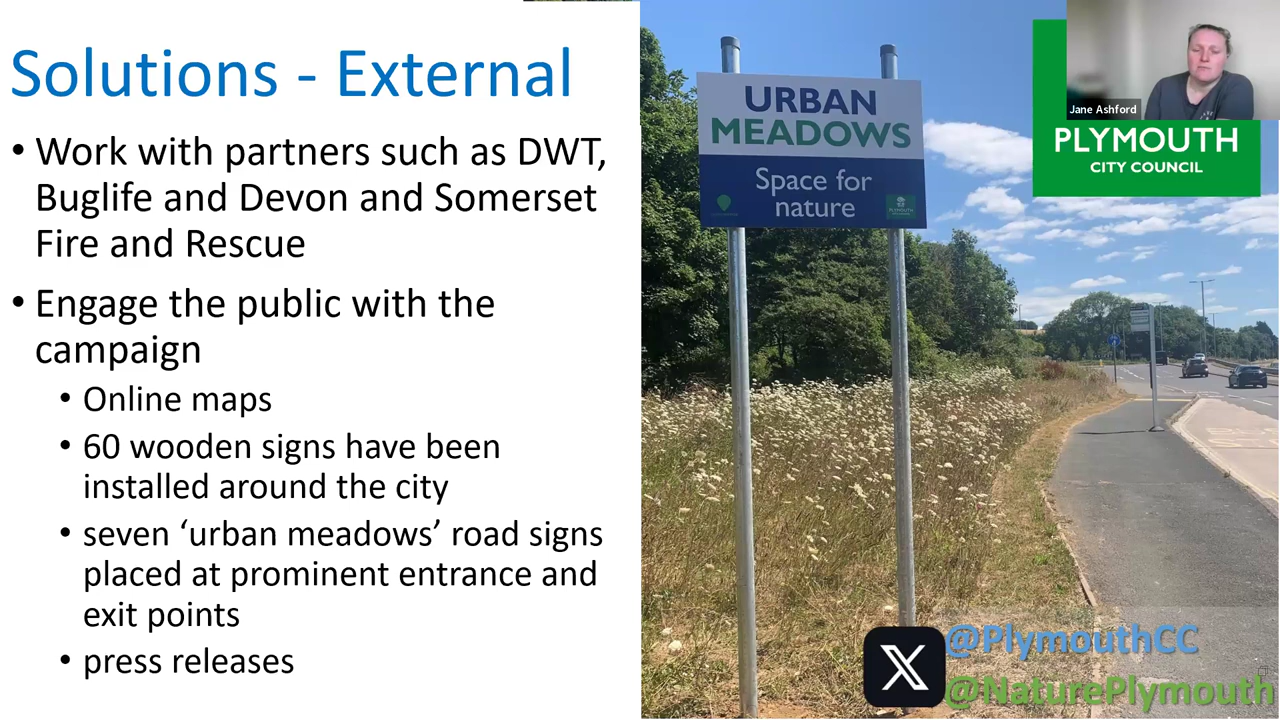 Solutions - External
• Work with partners such as DWT,
Buglife and Devon and Somerset
Fire and Rescue
• Engage the public with the
campaign
• Online maps
• 60 wooden signs have been
installed around the city
• seven ‘urban meadows’ road signs
placed at prominent entrance and
exit points
• press releases
URBAN
MEADOWS
Space for
nature
Jane Ashford
PLYMOUTH
CITY COUNCIL
@PlymouthCC
@NaturePlymouth